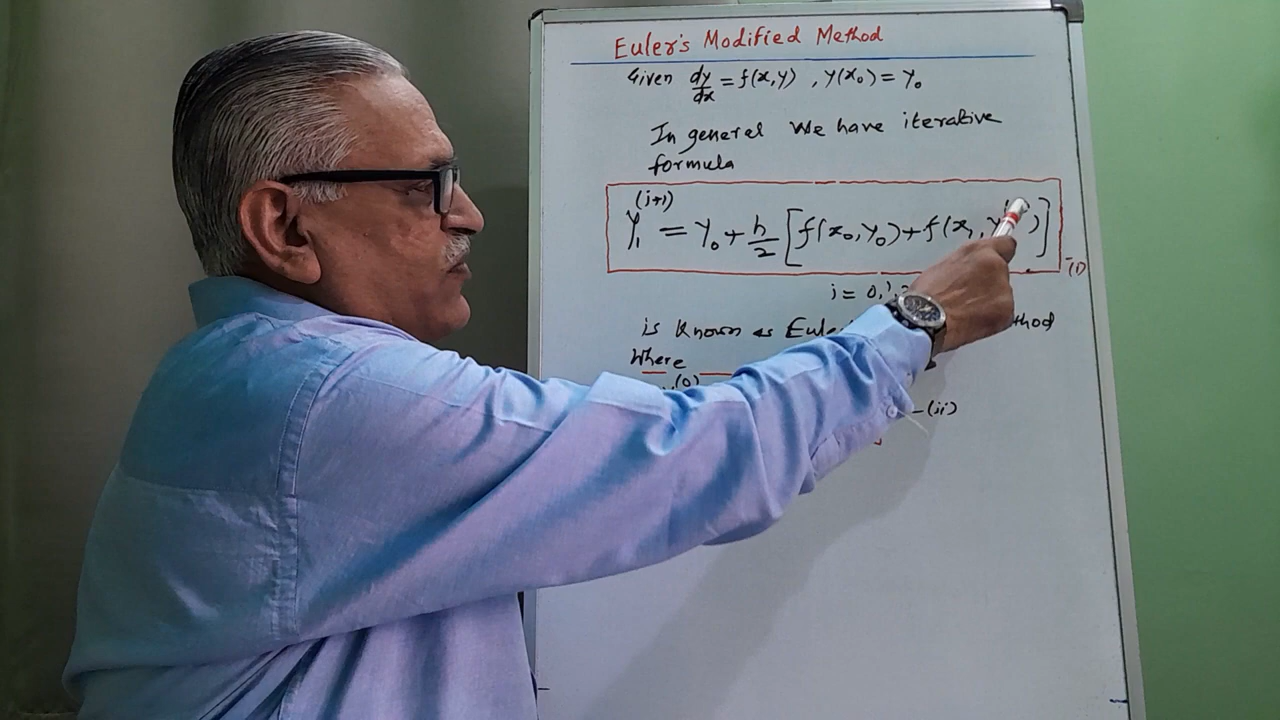 Euler's Modified Method
Given dy/dx = f(x,y) , y(x₀) = y₀
In general We have iterative
formula
y₁⁽ʲ⁺¹⁾ = y₀ + h/2 [f(x₀,y₀) + f(x₁,y )] -(i)
j = 0,1,
is Known as
Where
(0)
-(ii)